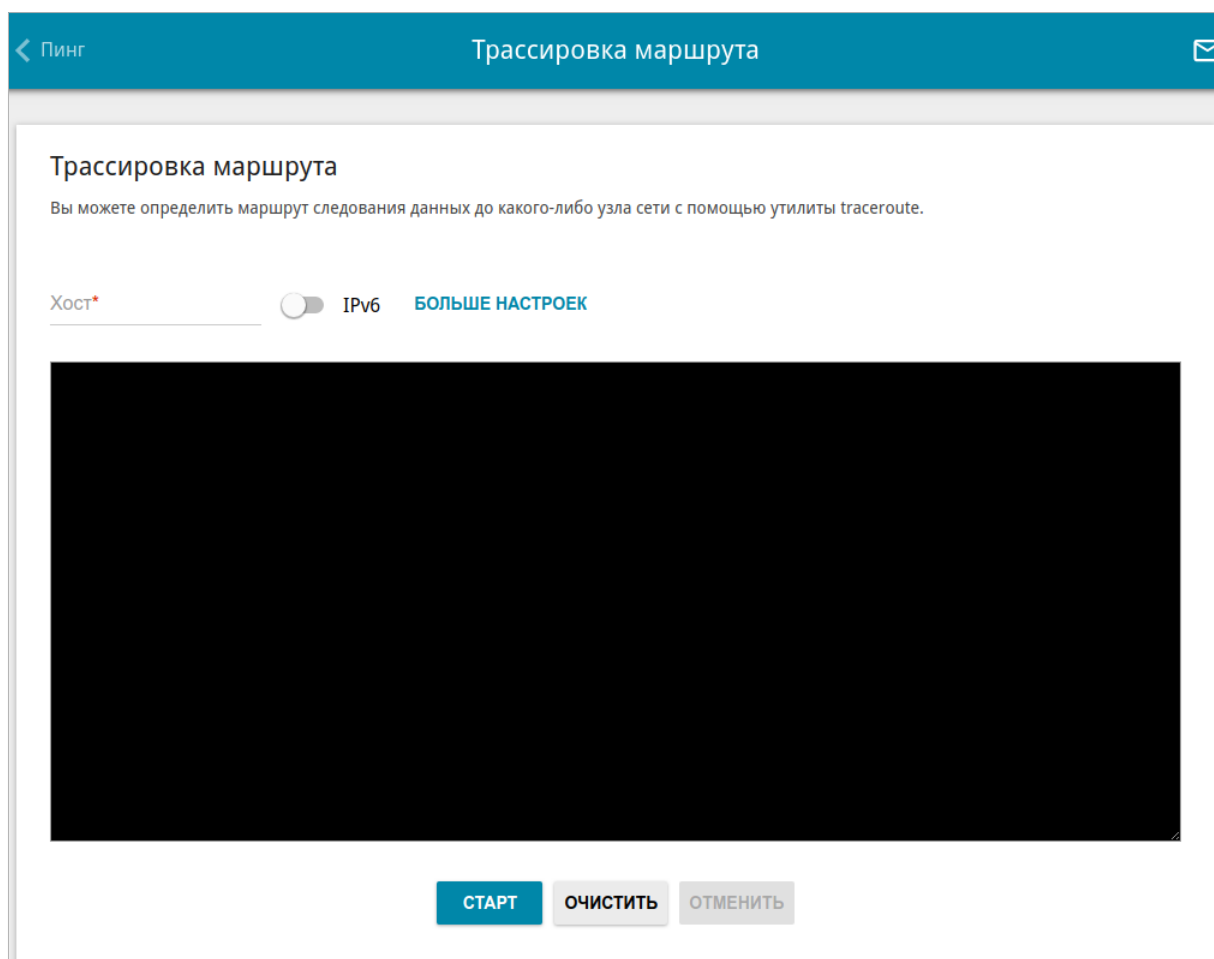 Пинг
Трассировка маршрута
Трассировка маршрута
Вы можете определить маршрут следования данных до какого-либо узла сети с помощью утилиты traceroute.
Хост*
IPv6
БОЛЬШЕ НАСТРОЕК
СТАРТ
ОЧИСТИТЬ
ОТМЕНИТЬ